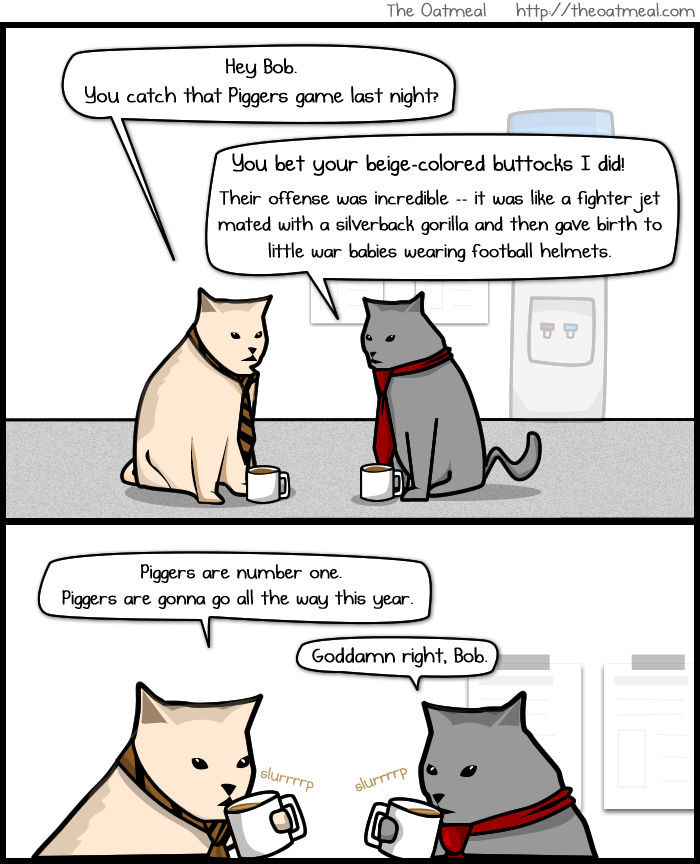 The Oatmeal http://theoatmeal.com
Hey Bob.
You catch that Piggers game last night?
You bet your beige-colored buttocks I did!
Their offense was incredible -- it was like a fighter jet
mated with a silverback gorilla and then gave birth to
little war babies wearing football helmets.
Piggers are number one.
Piggers are gonna go all the way this year.
Goddamn right, Bob.
slurrrrp
slurrrrp